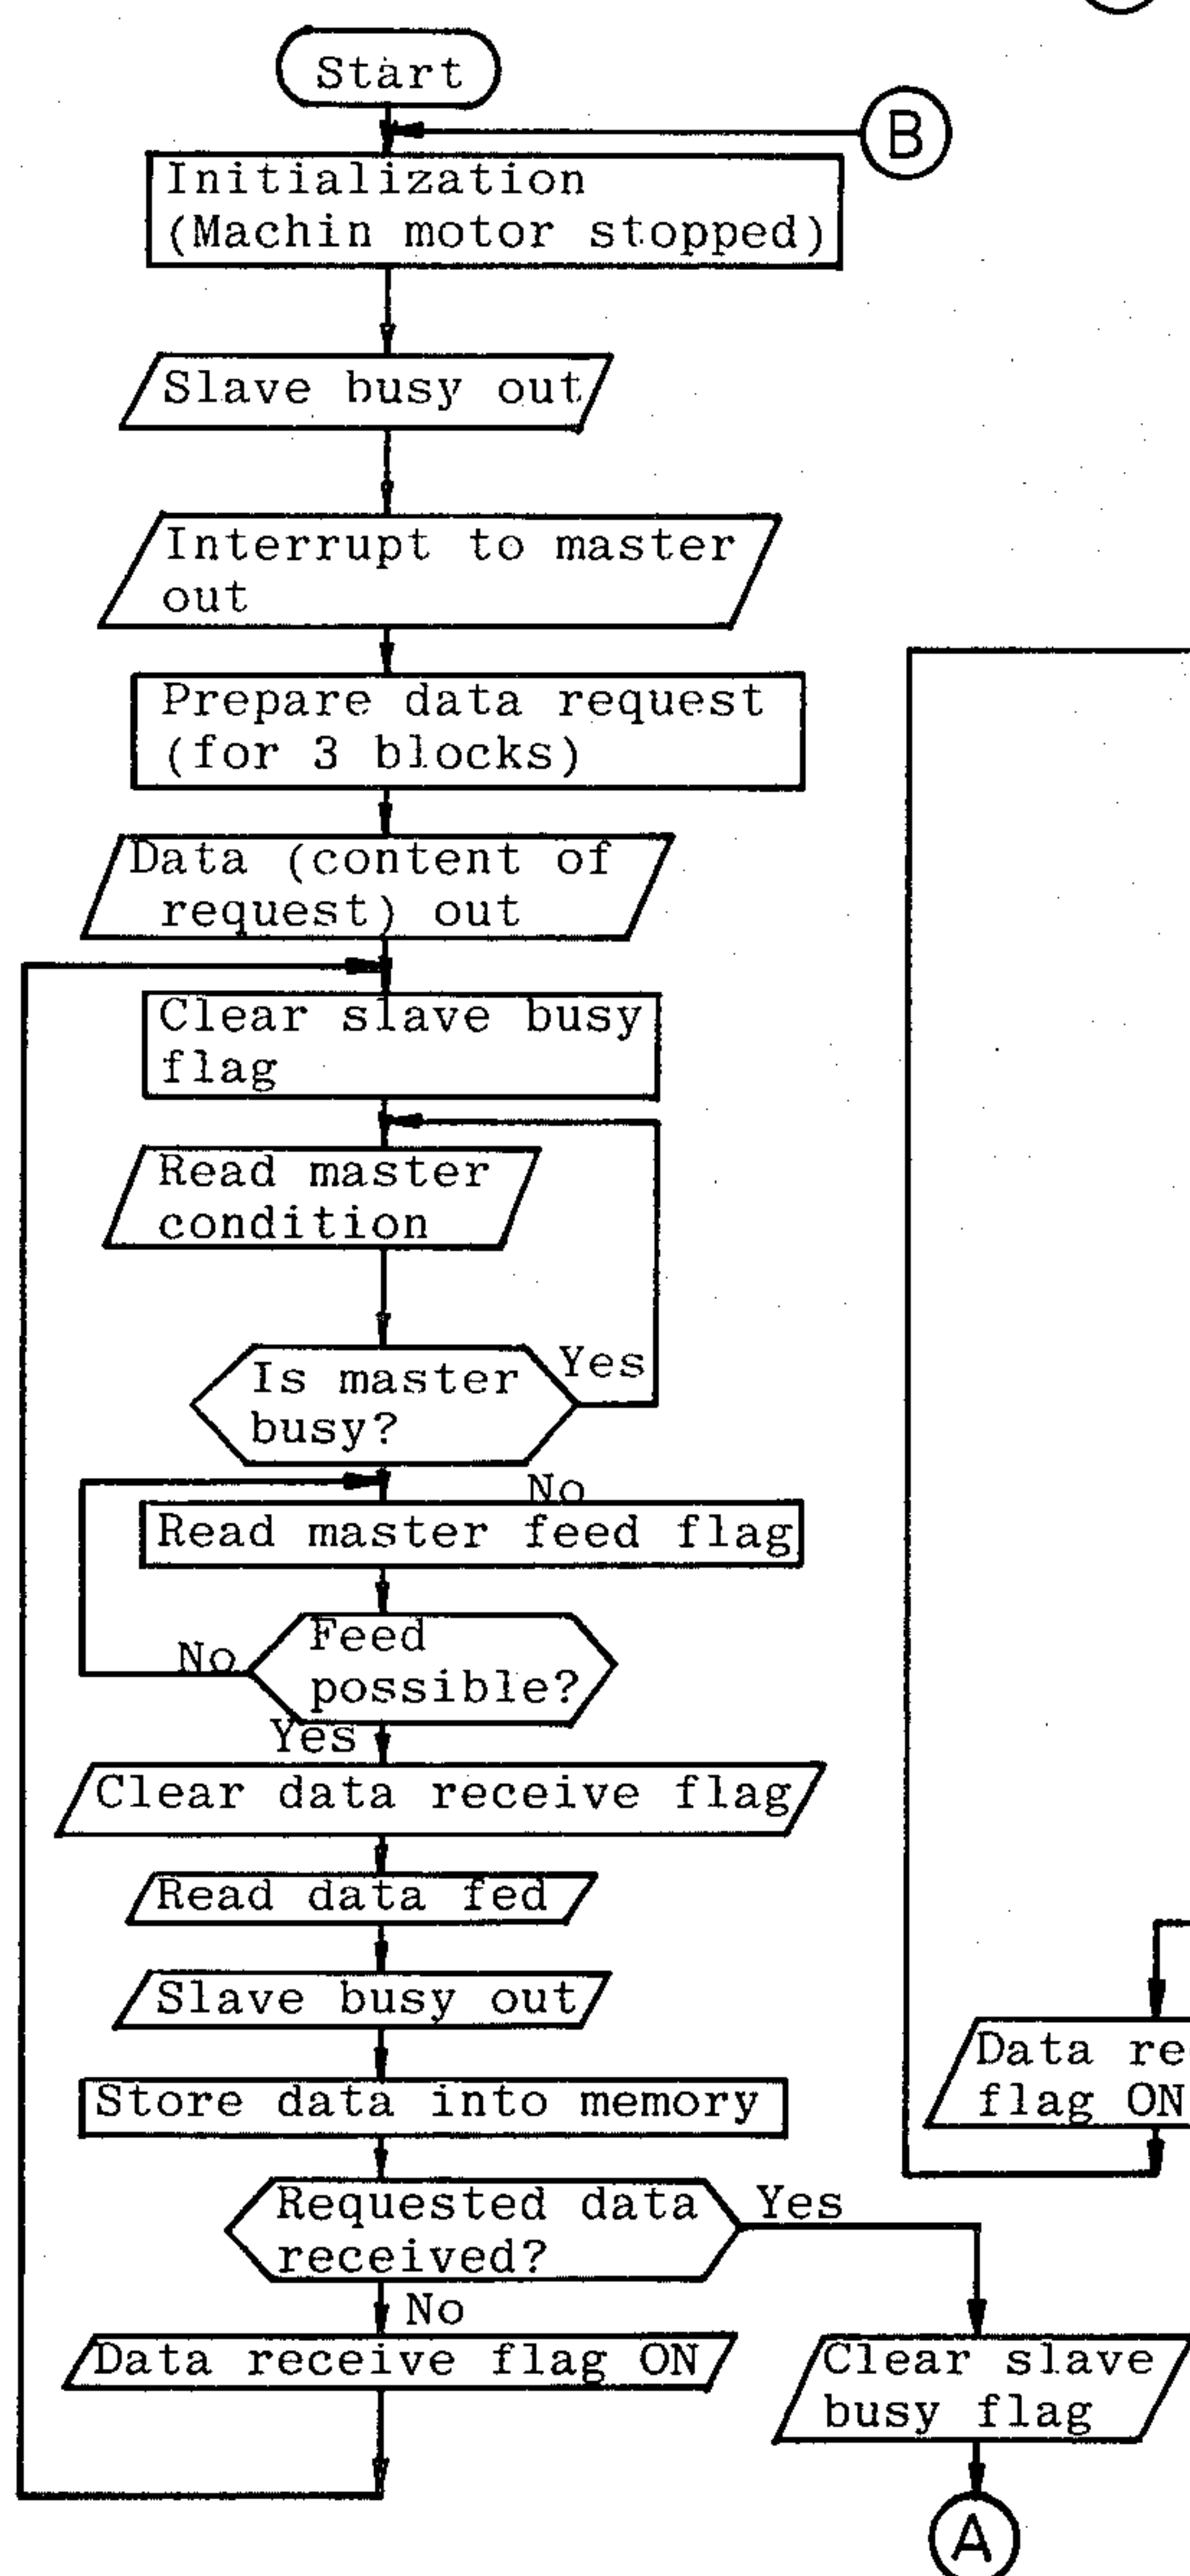 Start
B
Initialization
(Machin motor stopped)
Slave busy out
Interrupt to master
out
Prepare data request
(for 3 blocks)
Data (content of
request) out
Clear slave busy
flag
Read master
condition
Is master
busy?
Yes
No
Read master feed flag
Feed
possible?
No
Yes
Clear data receive flag
Read data fed
Slave busy out
Store data into memory
Requested data
received?
Yes
No
Data receive flag ON
Clear slave
busy flag
A
Data re
flag ON